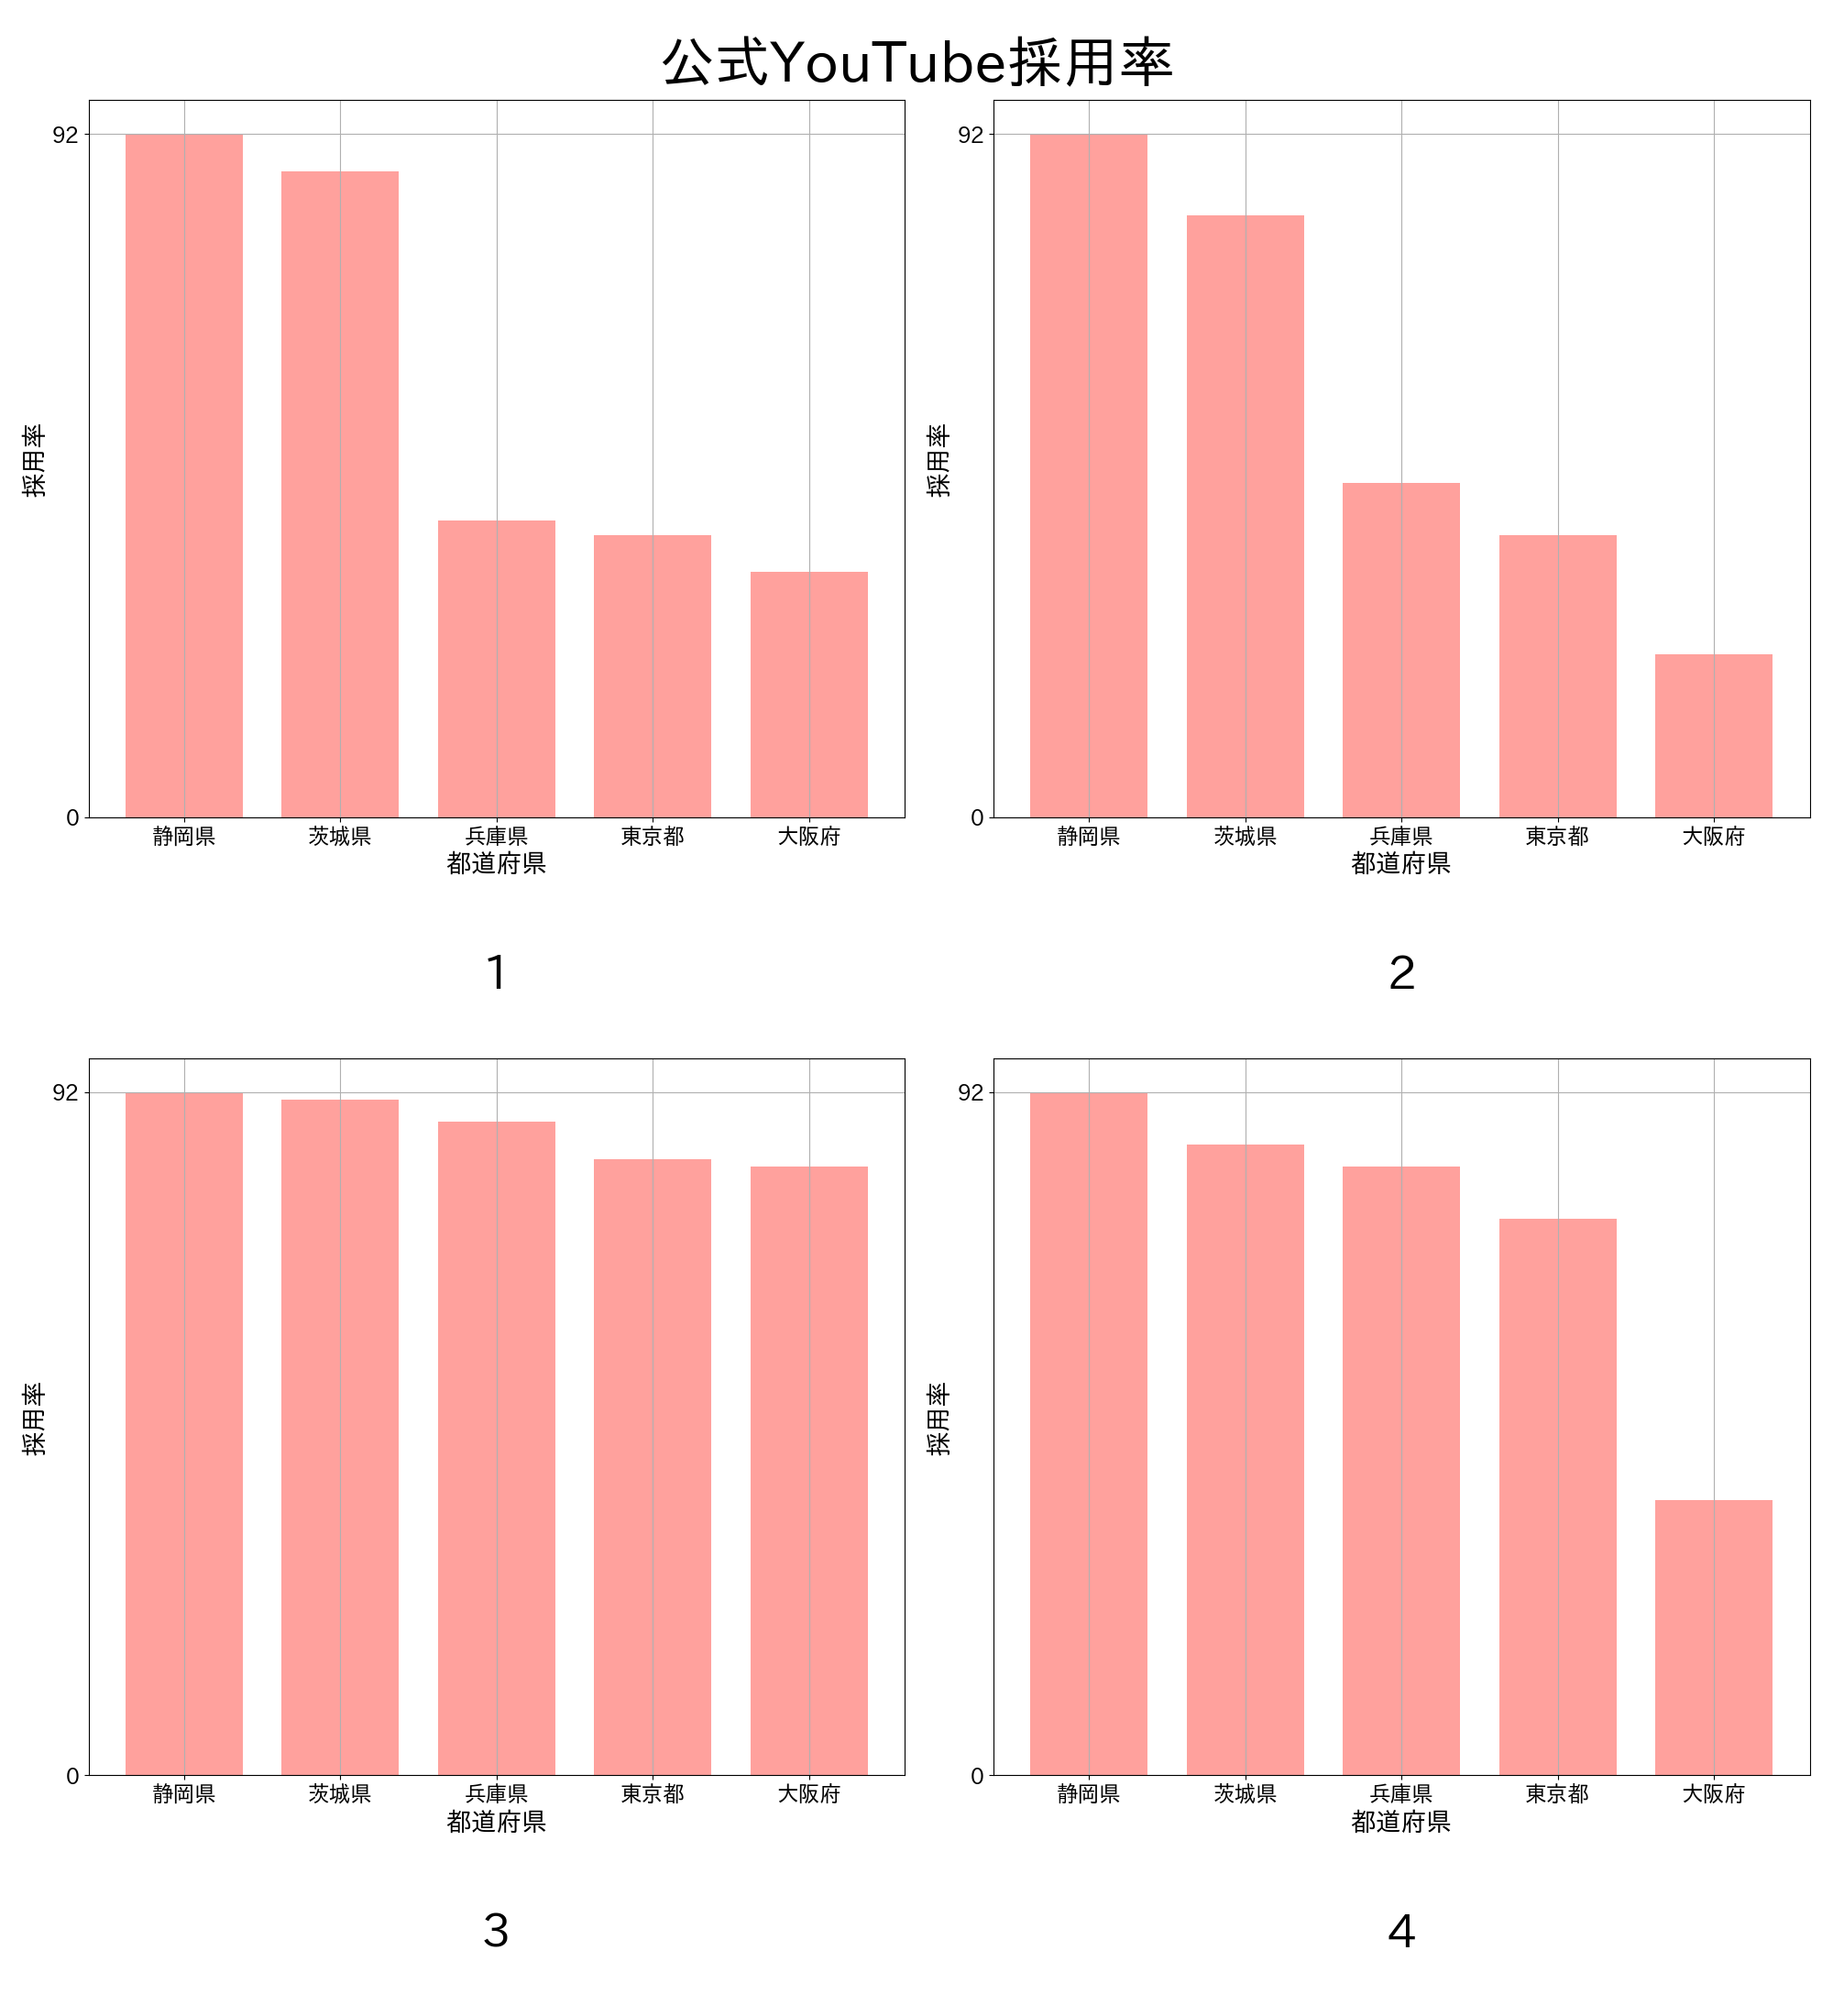 公式YouTube採用率
92
0
採用率
静岡県 茨城県 兵庫県 東京都 大阪府
都道府県
1
92
0
採用率
静岡県 茨城県 兵庫県 東京都 大阪府
都道府県
2
92
0
採用率
静岡県 茨城県 兵庫県 東京都 大阪府
都道府県
3
92
0
採用率
静岡県 茨城県 兵庫県 東京都 大阪府
都道府県
4